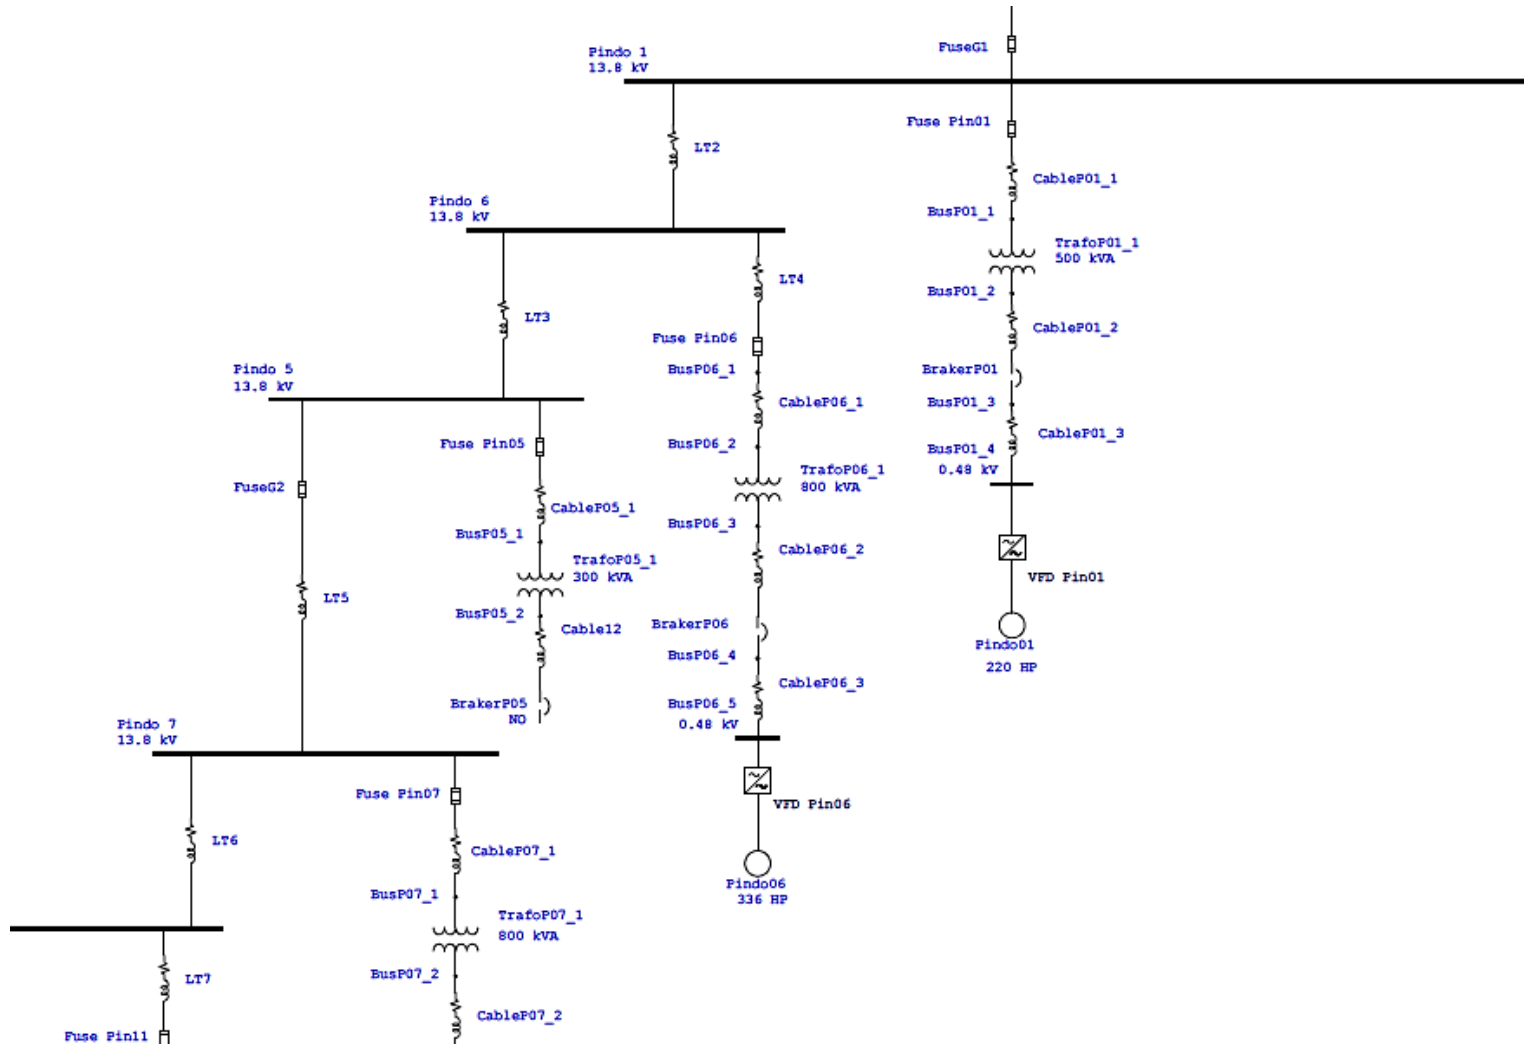 FuseG1
Pindo 1
13.8 kV
Fuse Pin01
LT2
CableP01_1
Pindo 6
13.8 kV
BusP01_1
TrafoP01_1
500 kVA
LT4
BusP01_2
LT3
CableP01_2
Fuse Pin06
Pindo 5
13.8 kV
BusP06_1
BrakerP01
CableP06_1
BusP01_3
Fuse Pin05
BusP06_2
CableP01_3
BusP01_4
0.48 kV
TrafoP06_1
800 kVA
FuseG2
CableP05_1
BusP05_1
BusP06_3
CableP06_2
TrafoP05_1
300 kVA
VFD Pin01
LT5
BusP05_2
Cable12
BrakerP06
Pindo01
220 HP
BusP06_4
CableP06_3
BrakerP05
NO
BusP06_5
0.48 kV
Pindo 7
13.8 kV
Fuse Pin07
VFD Pin06
LT6
CableP07_1
Pindo06
336 HP
BusP07_1
TrafoP07_1
800 kVA
LT7
BusP07_2
CableP07_2
Fuse Pin11